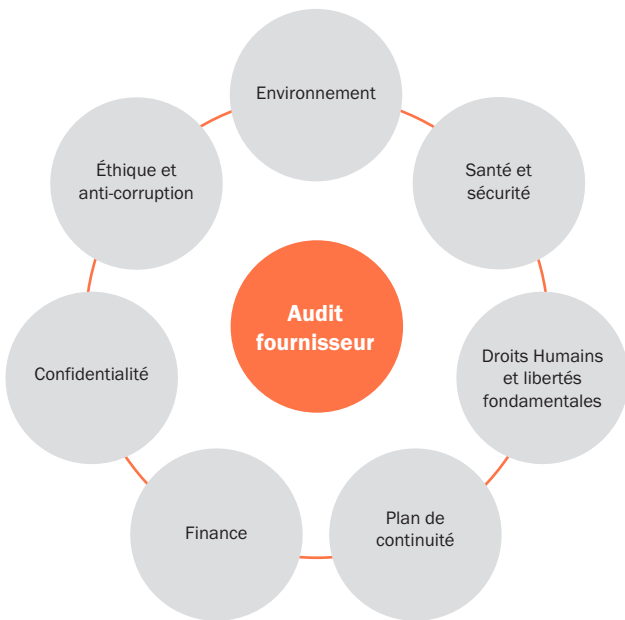 Environnement
Santé et
sécurité
Droits Humains
et libertés
fondamentales
Plan de
continuité
Finance
Confidentialité
Éthique et
anti-corruption
Audit
fournisseur